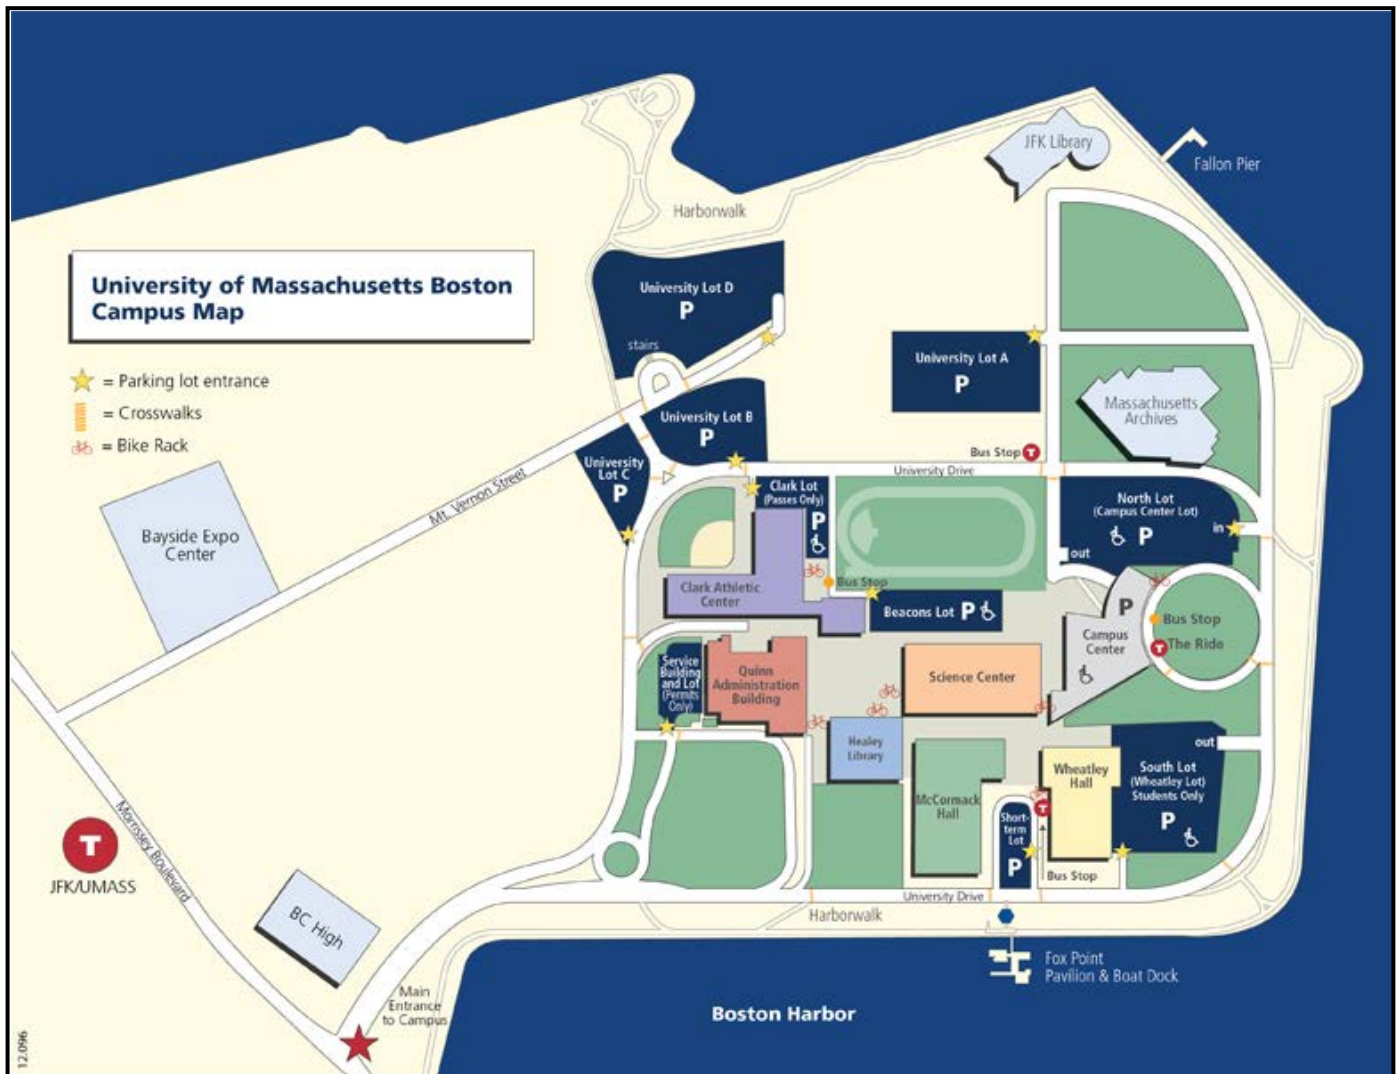 JFK Library
Fallon Pier
Harborwalk
University of Massachusetts Boston
Campus Map
= Parking lot entrance
= Crosswalks
= Bike Rack
University Lot D
P
stairs
University Lot A
P
University Lot B
P
Massachusetts
Archives
Bus Stop T
University Drive
University
Lot C
P
Clark Lot
(Passes Only)
P
North Lot
(Campus Center Lot)
P
in
out
Mt. Vernon Street
Bayside Expo
Center
Bus Stop
Clark Athletic
Center
Beacons Lot P
P
Bus Stop
T The Ride
Campus
Center
Service
Building
and Lot
(Permits
Only)
Quinn
Administration
Building
Science Center
Healey
Library
out
South Lot
(Wheatley Lot)
Students Only
P
Wheatley
Hall
McCormack
Hall
Short-
term
Lot
P
T
Bus Stop
Morrissey Boulevard
T
JFK/UMASS
BC High
University Drive
Harborwalk
Fox Point
Pavilion & Boat Dock
Main
Entrance
to Campus
Boston Harbor
12.096